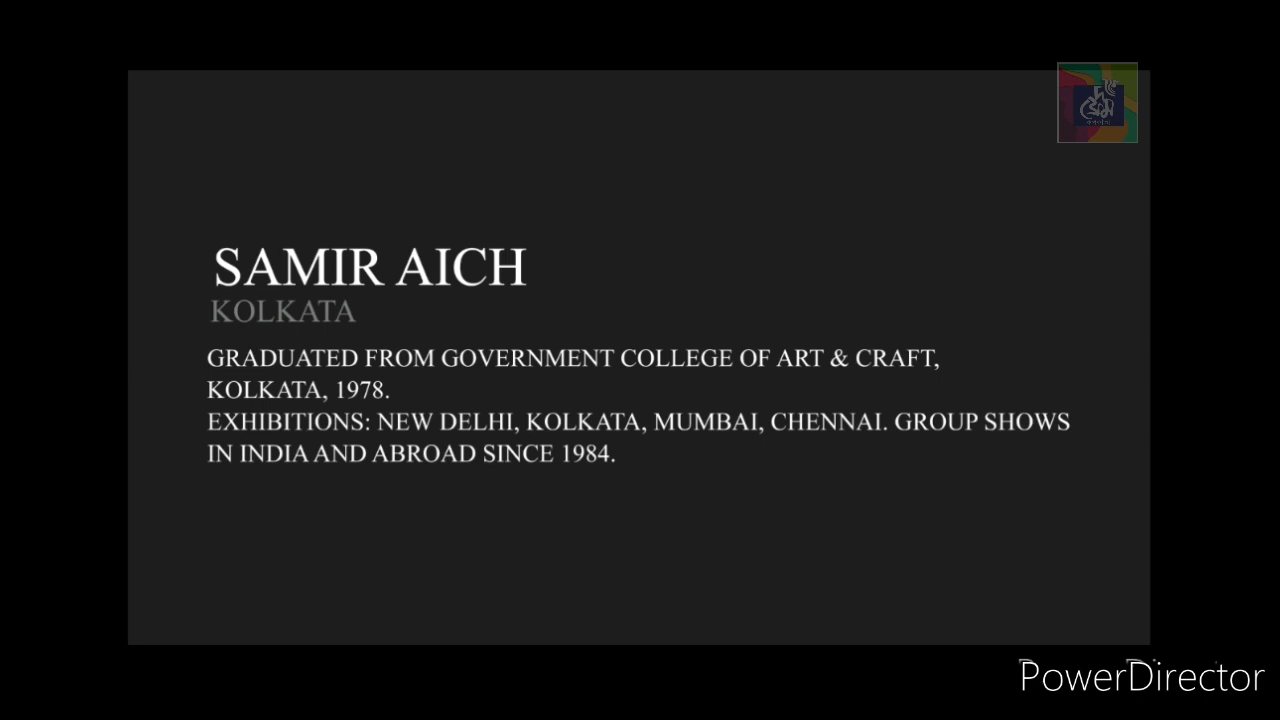 SAMIR AICH
KOLKATA
GRADUATED FROM GOVERNMENT COLLEGE OF ART & CRAFT,
KOLKATA, 1978.
EXHIBITIONS: NEW DELHI, KOLKATA, MUMBAI, CHENNAI. GROUP SHOWS
IN INDIA AND ABROAD SINCE 1984.
PowerDirector